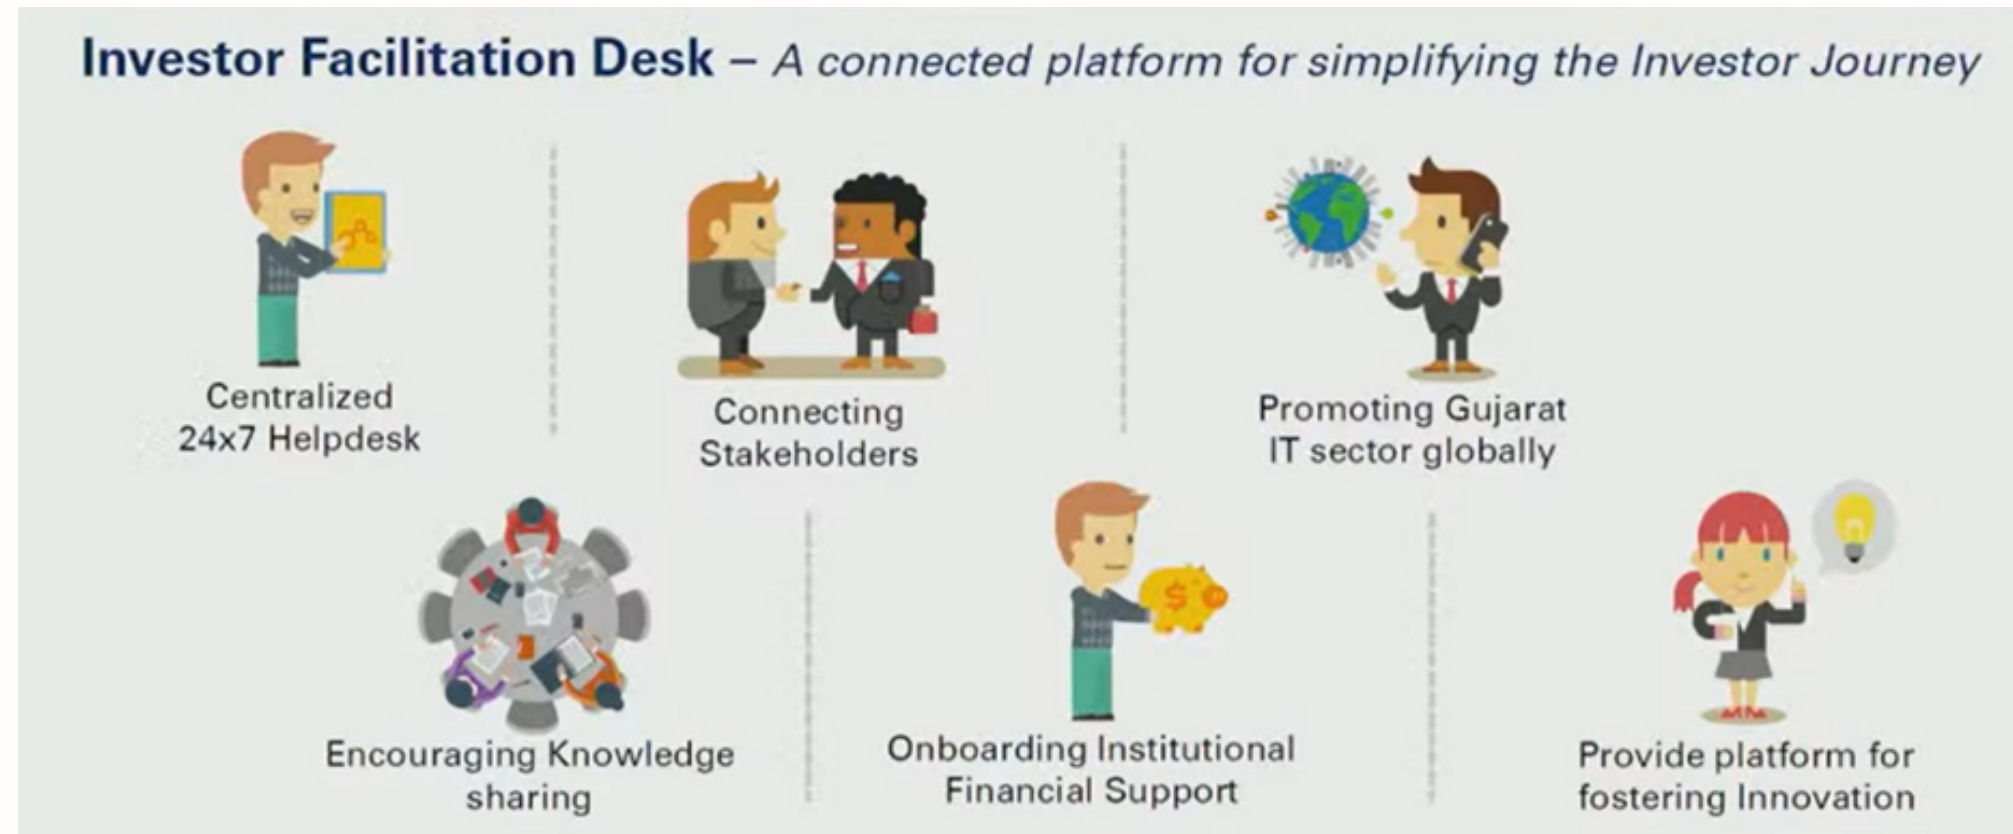 Investor Facilitation Desk – A connected platform for simplifying the Investor Journey
Centralized
24x7 Helpdesk
Connecting
Stakeholders
Promoting Gujarat
IT sector globally
Encouraging Knowledge
sharing
$
Onboarding Institutional
Financial Support
Provide platform for
fostering Innovation